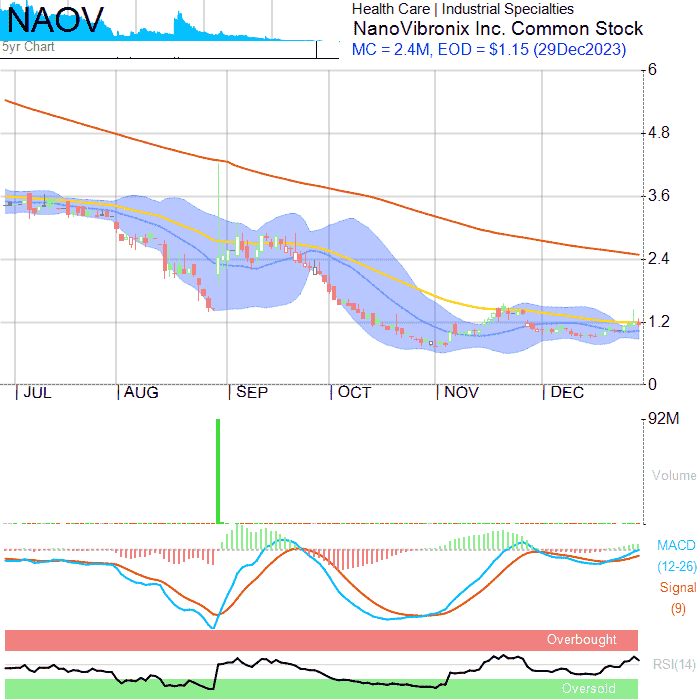 NAOV
5yr Chart
Health Care | Industrial Specialties
NanoVibronix Inc. Common Stock
MC = 2.4M, EOD = $1.15 (29Dec2023)
6
4.8
3.6
2.4
1.2
0
JUL AUG SEP OCT NOV DEC
92M
Volume
MACD
(12-26)
Signal
(9)
Overbought
RSI(14)
Oversold